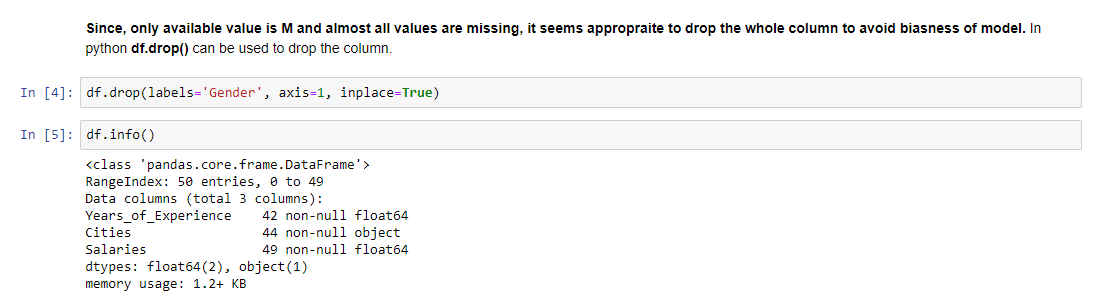 Since, only available value is M and almost all values are missing, it seems appropraite to drop the whole column to avoid biasness of model. In
python df.drop() can be used to drop the column.
In [4]: df.drop(labels='Gender', axis=1, inplace=True)
In [5]: df.info()
<class 'pandas.core.frame.DataFrame'>
RangeIndex: 50 entries, 0 to 49
Data columns (total 3 columns):
Years_of_Experience    42 non-null float64
Cities                 44 non-null object
Salaries               49 non-null float64
dtypes: float64(2), object(1)
memory usage: 1.2+ KB